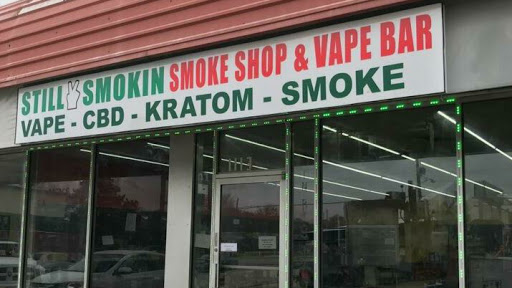 STILL SMOKIN SMOKE SHOP & VAPE BAR
VAPE - CBD - KRATOM - SMOKE